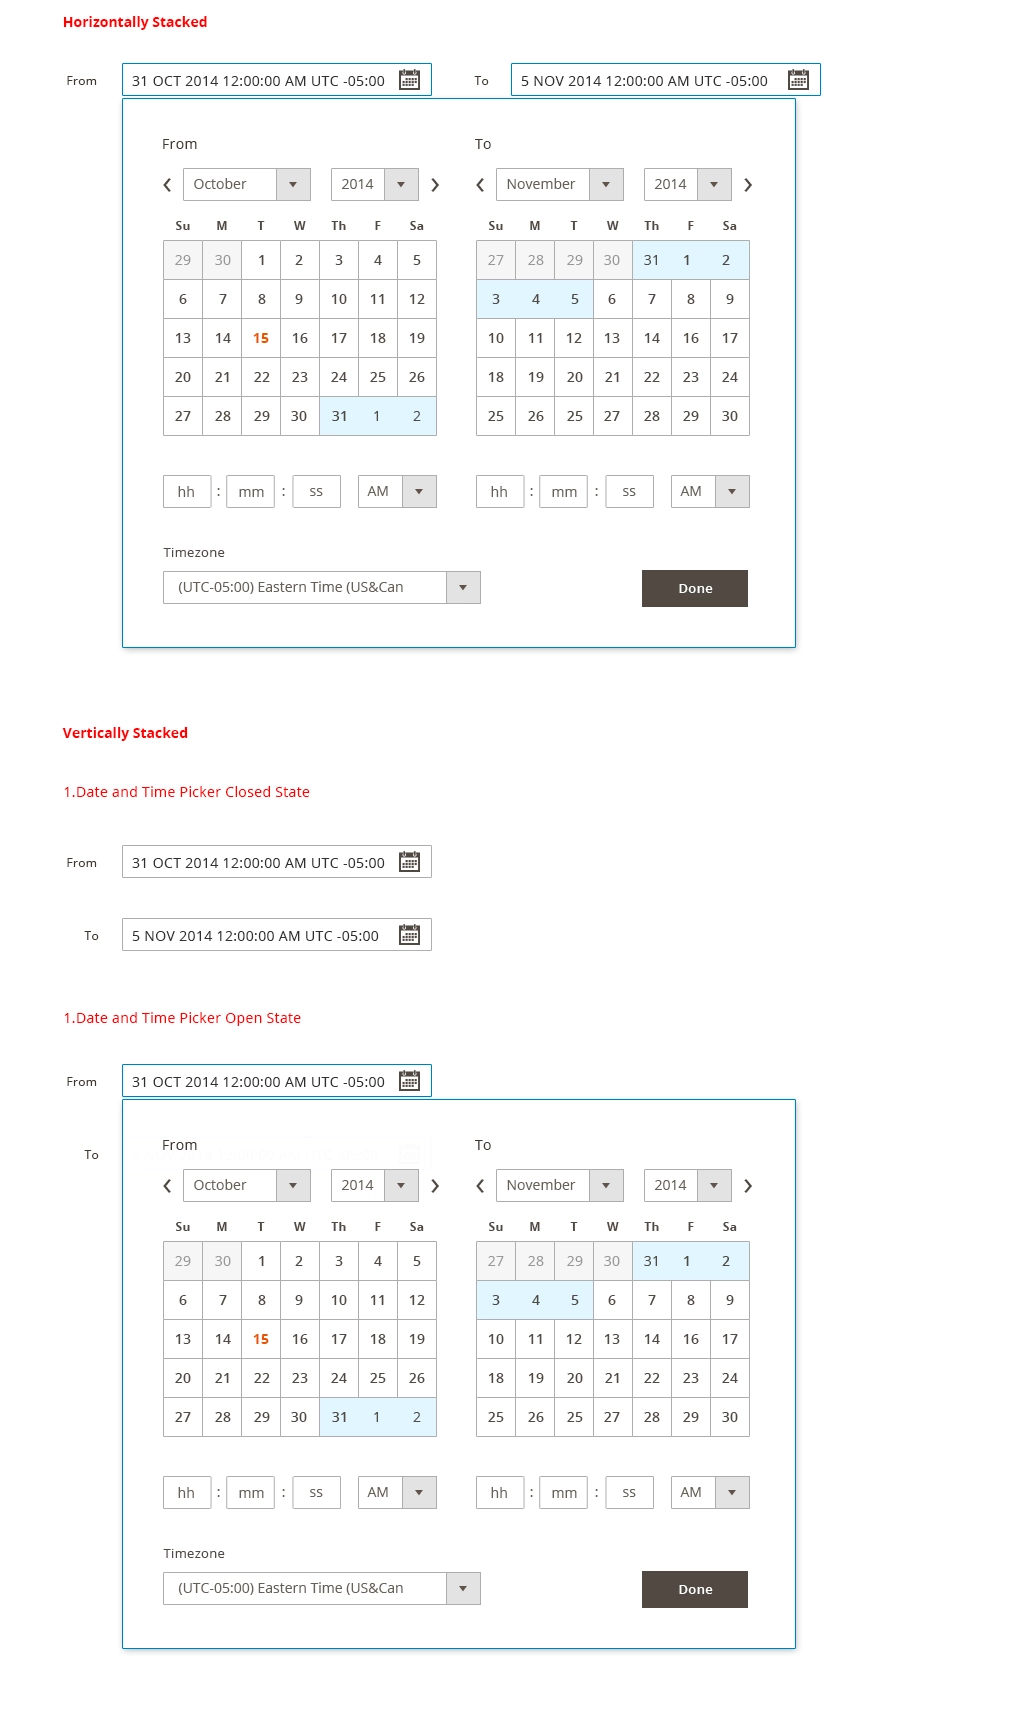 Horizontally Stacked
From 31 OCT 2014 12:00:00 AM UTC -05:00 To 5 NOV 2014 12:00:00 AM UTC -05:00
From To
October 2014 November 2014
Su M T W Th F Sa Su M T W Th F Sa
29 30 1 2 3 4 5 27 28 29 30 31 1 2
6 7 8 9 10 11 12 3 4 5 6 7 8 9
13 14 15 16 17 18 19 10 11 12 13 14 16 17
20 21 22 23 24 25 26 18 19 20 21 22 23 24
27 28 29 30 31 1 2 25 26 25 27 28 29 30
hh : mm : ss AM hh : mm : ss AM
Timezone
(UTC-05:00) Eastern Time (US&Can Done
Vertically Stacked
1.Date and Time Picker Closed State
From 31 OCT 2014 12:00:00 AM UTC -05:00
To 5 NOV 2014 12:00:00 AM UTC -05:00
1.Date and Time Picker Open State
From 31 OCT 2014 12:00:00 AM UTC -05:00
To From To
October 2014 November 2014
Su M T W Th F Sa Su M T W Th F Sa
29 30 1 2 3 4 5 27 28 29 30 31 1 2
6 7 8 9 10 11 12 3 4 5 6 7 8 9
13 14 15 16 17 18 19 10 11 12 13 14 16 17
20 21 22 23 24 25 26 18 19 20 21 22 23 24
27 28 29 30 31 1 2 25 26 25 27 28 29 30
hh : mm : ss AM hh : mm : ss AM
Timezone
(UTC-05:00) Eastern Time (US&Can Done